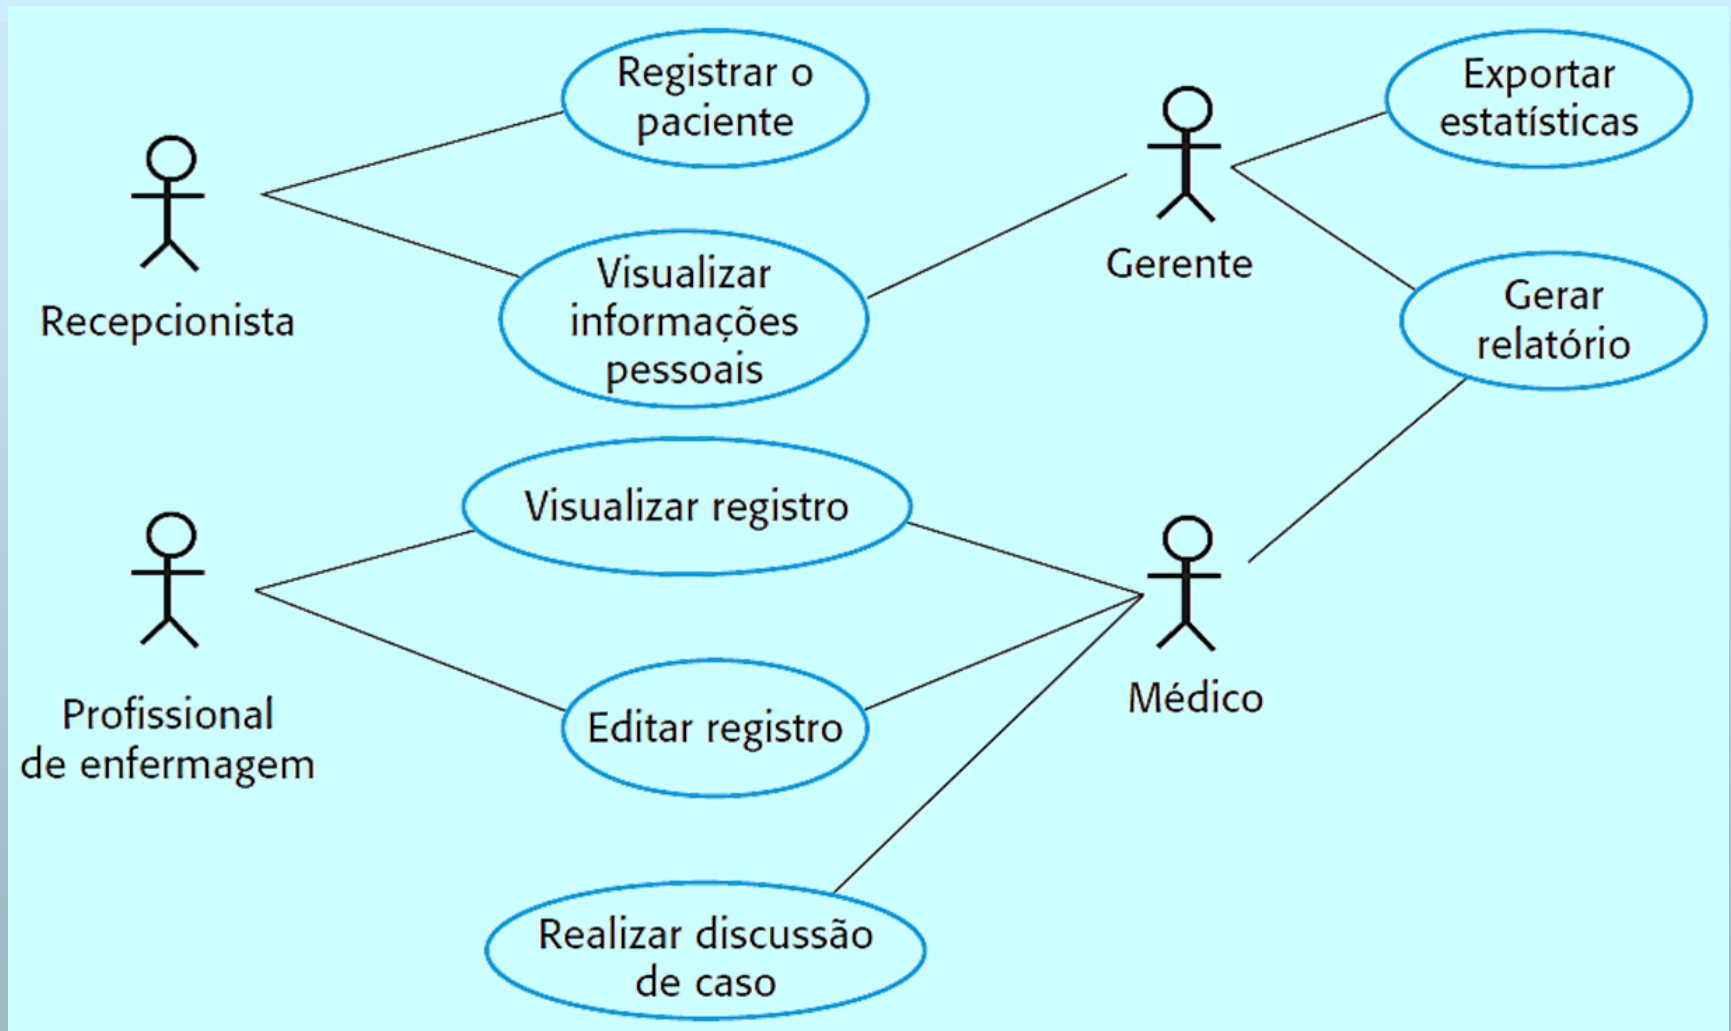 Registrar o
paciente
Exportar
estatísticas
Recepcionista
Visualizar
informações
pessoais
Gerente
Gerar
relatório
Visualizar registro
Profissional
de enfermagem
Editar registro
Médico
Realizar discussão
de caso